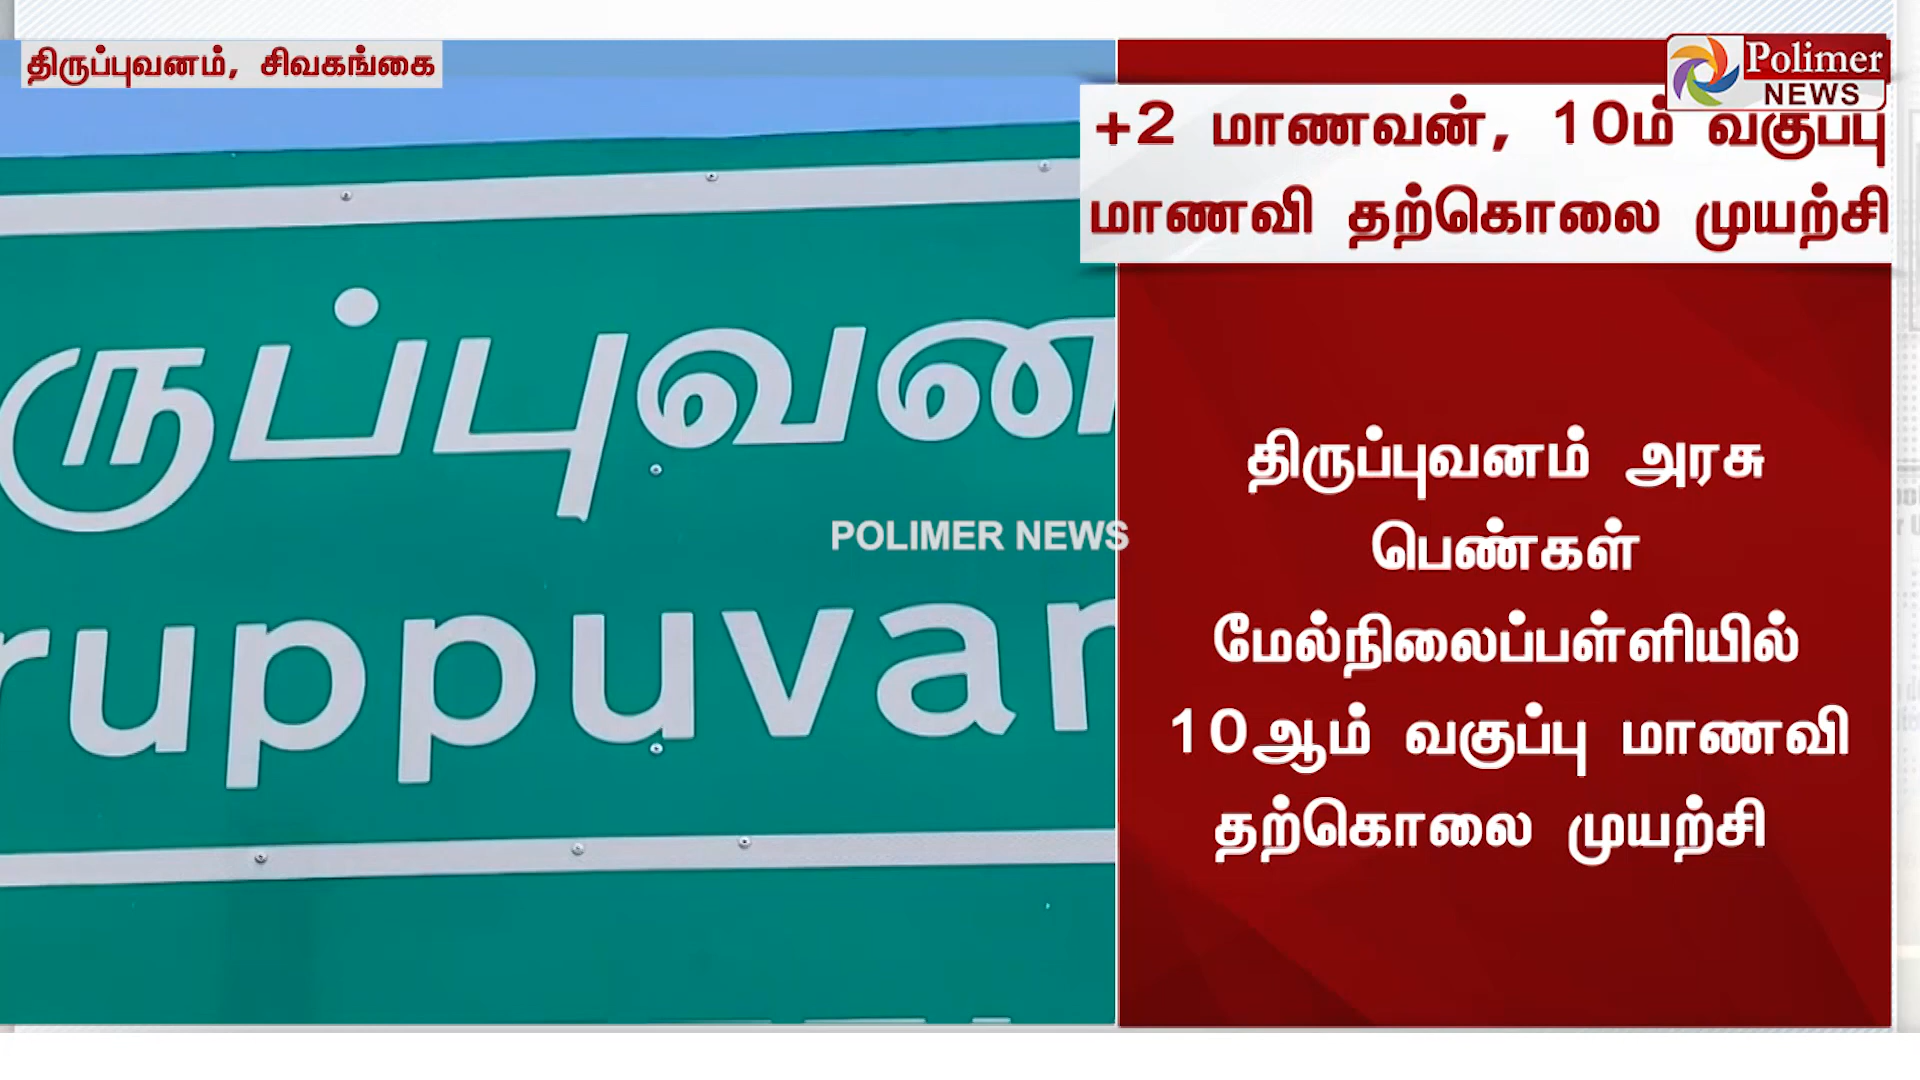 திருப்புவனம், சிவகங்கை
Polimer
NEWS
+2 மாணவன், 10ம் வகுப்பு
மாணவி தற்கொலை முயற்சி
ருப்புவன
ruppuvan
POLIMER NEWS
திருப்புவனம் அரசு
பெண்கள்
மேல்நிலைப்பள்ளியில்
10ஆம் வகுப்பு மாணவி
தற்கொலை முயற்சி